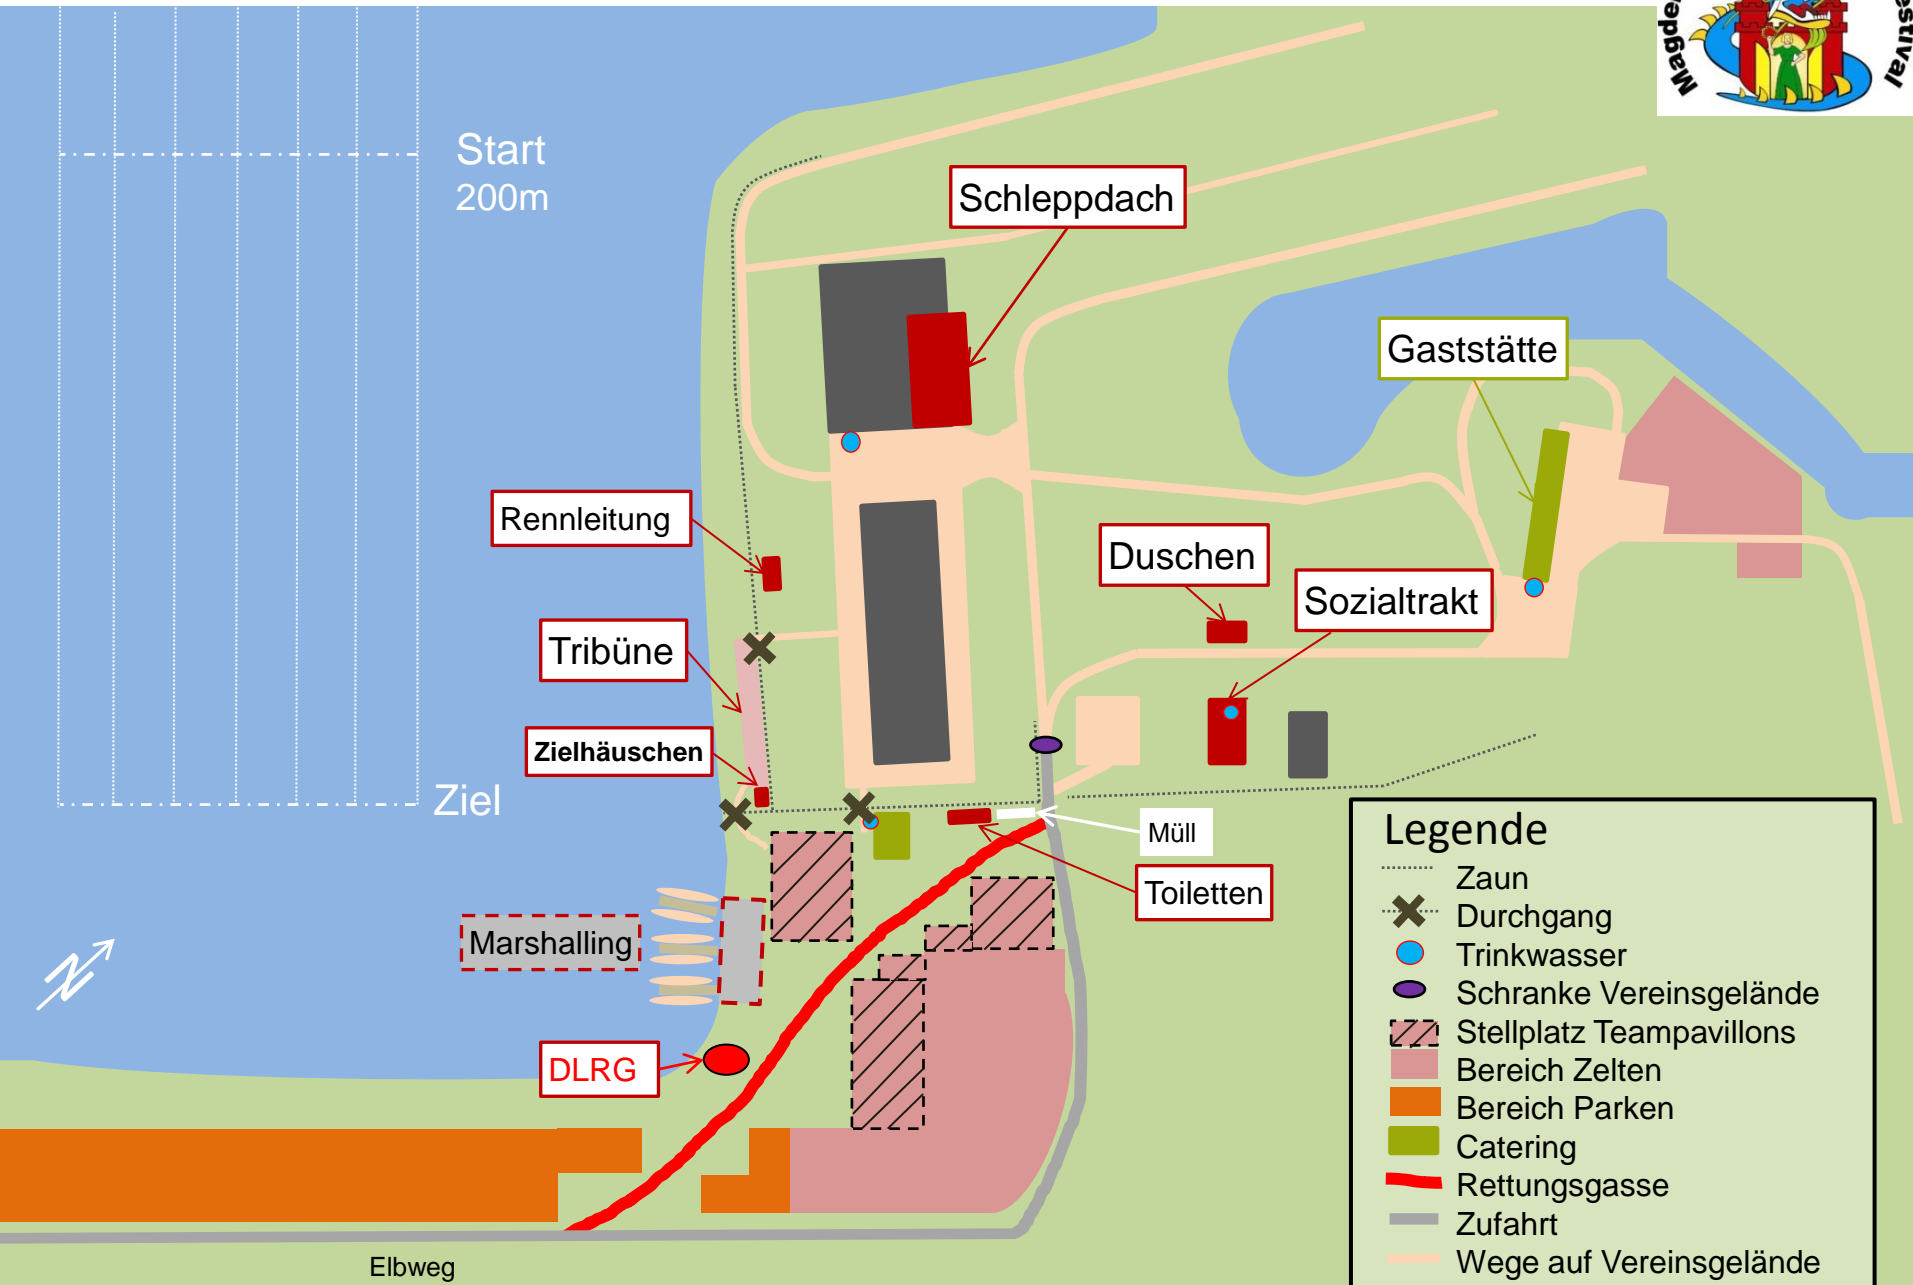 Start
200m
Schleppdach
Gaststätte
Rennleitung
Duschen
Sozialtrakt
Tribüne
Zielhäuschen
Ziel
Müll
Toiletten
Marshalling
N
DLRG
Elbweg
Legende
Zaun
Durchgang
Trinkwasser
Schranke Vereinsgelände
Stellplatz Teampavillons
Bereich Zelten
Bereich Parken
Catering
Rettungsgasse
Zufahrt
Wege auf Vereinsgelände